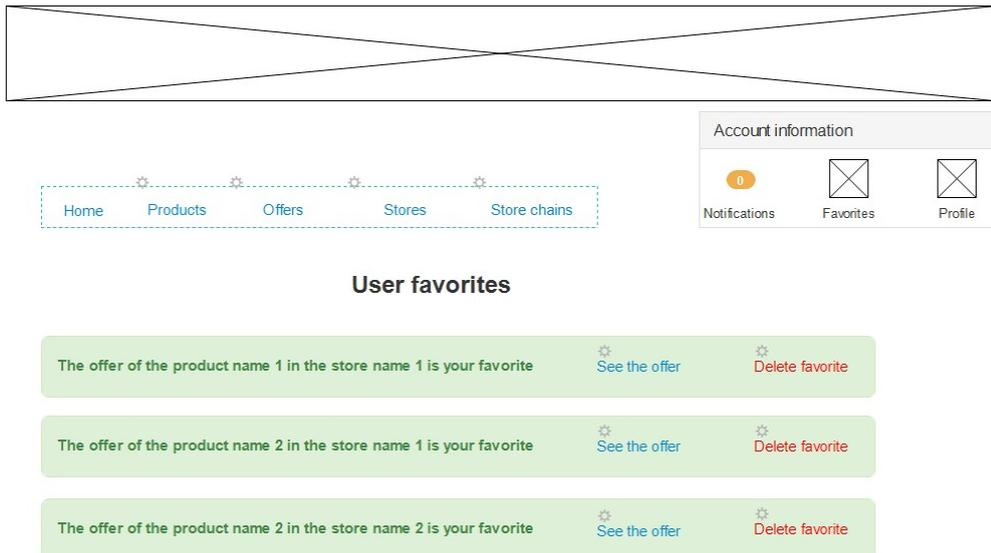 Account information
0
Notifications Favorites Profile
Home Products Offers Stores Store chains
User favorites
The offer of the product name 1 in the store name 1 is your favorite See the offer Delete favorite
The offer of the product name 2 in the store name 1 is your favorite See the offer Delete favorite
The offer of the product name 2 in the store name 2 is your favorite See the offer Delete favorite